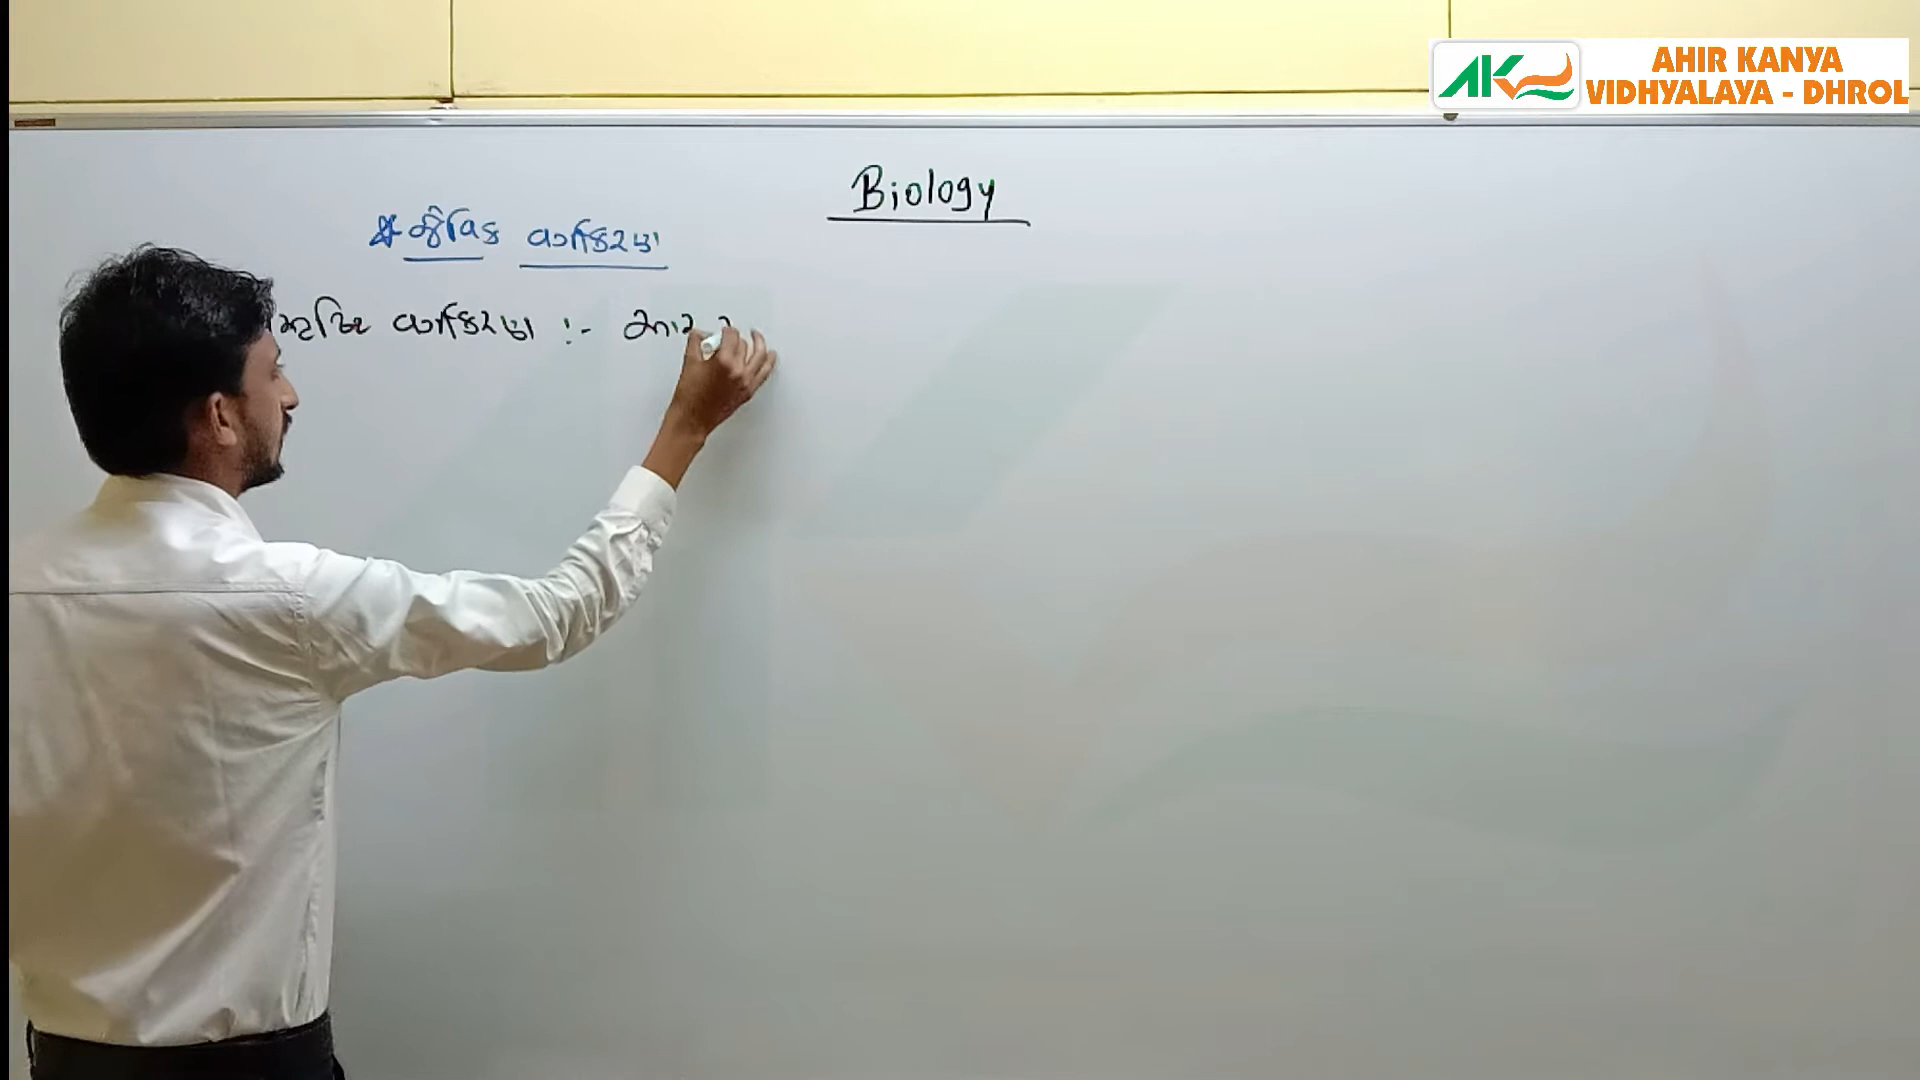 AHIR KANYA
VIDHYALAYA - DHROL
Biology
* જૈવિક વર્ગીકરણ
વર્ગીકરણ :-